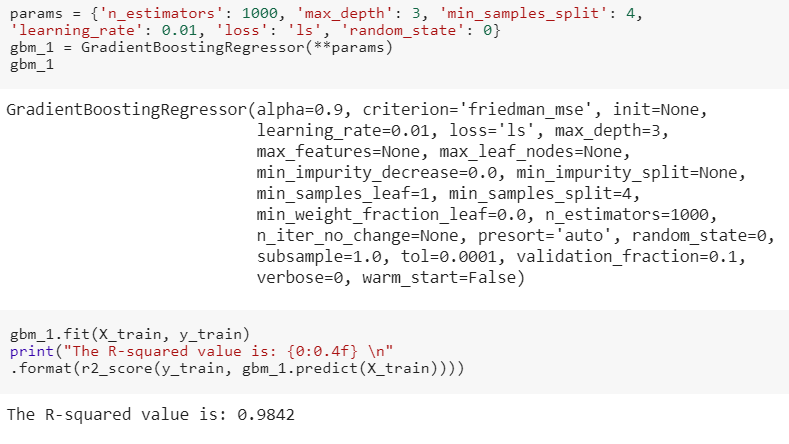 params = {'n_estimators': 1000, 'max_depth': 3, 'min_samples_split': 4,
'learning_rate': 0.01, 'loss': 'ls', 'random_state': 0}
gbm_1 = GradientBoostingRegressor(**params)
gbm_1
GradientBoostingRegressor(alpha=0.9, criterion='friedman_mse', init=None,
learning_rate=0.01, loss='ls', max_depth=3,
max_features=None, max_leaf_nodes=None,
min_impurity_decrease=0.0, min_impurity_split=None,
min_samples_leaf=1, min_samples_split=4,
min_weight_fraction_leaf=0.0, n_estimators=1000,
n_iter_no_change=None, presort='auto', random_state=0,
subsample=1.0, tol=0.0001, validation_fraction=0.1,
verbose=0, warm_start=False)
gbm_1.fit(X_train, y_train)
print("The R-squared value is: {0:0.4f} \n"
.format(r2_score(y_train, gbm_1.predict(X_train))))
The R-squared value is: 0.9842